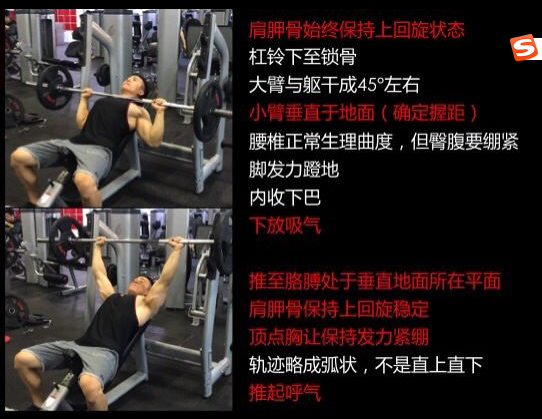 肩胛骨始终保持上回旋状态
杠铃下至锁骨
大臂与躯干成45°左右
小臂垂直于地面（确定握距）
腰椎正常生理曲度，但臀腹要绷紧
脚发力蹬地
内收下巴
下放吸气
推至胳膊处于垂直地面所在平面
肩胛骨保持上回旋稳定
顶点胸让保持发力紧绷
轨迹略成弧状，不是直上直下
推起呼气
S